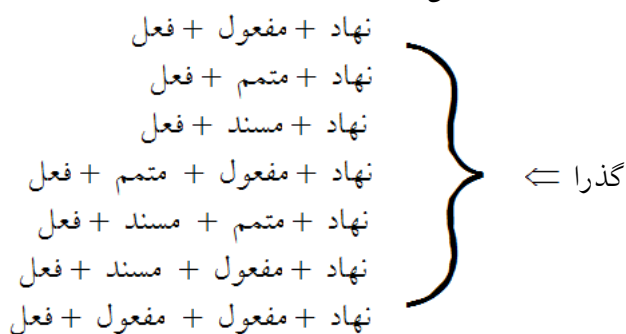 نهاد + مفعول + فعل
نهاد + متمم + فعل
نهاد + مسند + فعل
گذرا ⇐ نهاد + مفعول + متمم + فعل
نهاد + متمم + مسند + فعل
نهاد + مفعول + مسند + فعل
نهاد + مفعول + مفعول + فعل